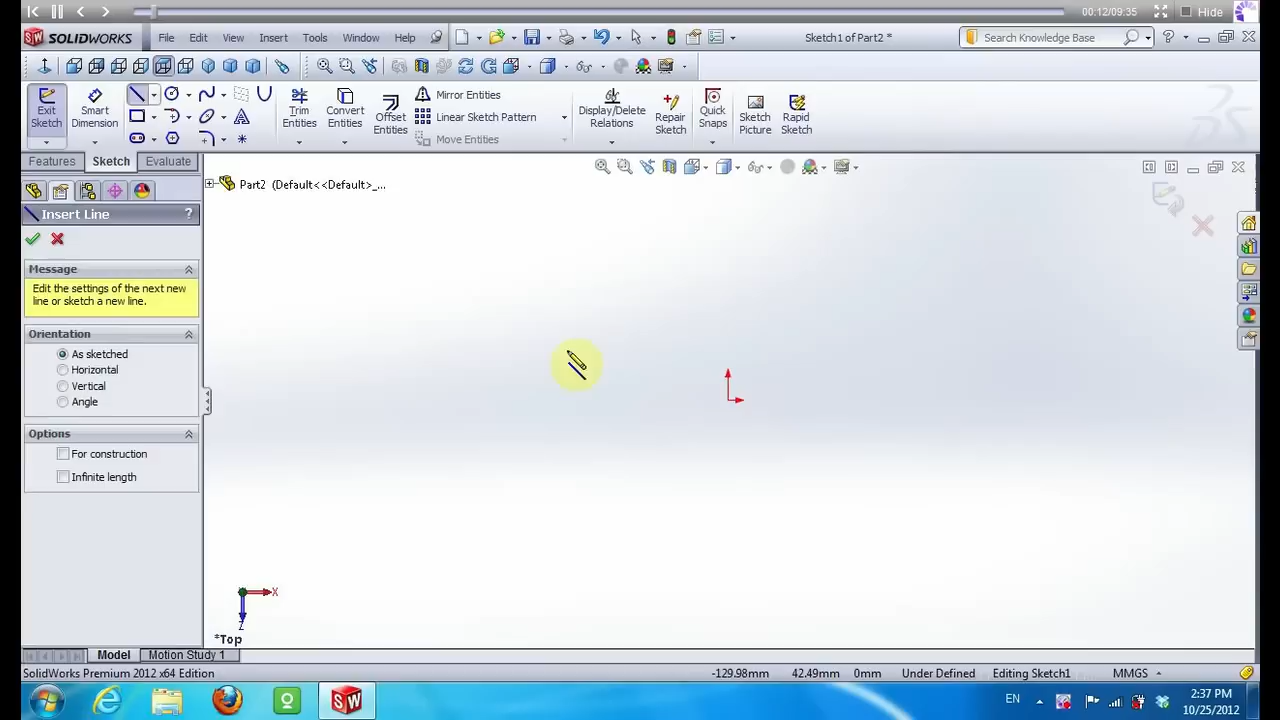 00:12/09:35
Hide
SOLIDWORKS
File
Edit
View
Insert
Tools
Window
Help
Sketch1 of Part2 *
Search Knowledge Base
Exit Sketch
Smart Dimension
Trim Entities
Convert Entities
Offset Entities
Mirror Entities
Linear Sketch Pattern
Move Entities
Display/Delete Relations
Repair Sketch
Quick Snaps
Sketch Picture
Rapid Sketch
Features
Sketch
Evaluate
Part2 (Default<<Default>_...
Insert Line
?
Message
Edit the settings of the next new
line or sketch a new line.
Orientation
As sketched
Horizontal
Vertical
Angle
Options
For construction
Infinite length
X
Z
*Top
Model
Motion Study 1
SolidWorks Premium 2012 x64 Edition
-129.98mm
42.49mm
0mm
Under Defined
Editing Sketch1
MMGS
EN
2:37 PM
10/25/2012